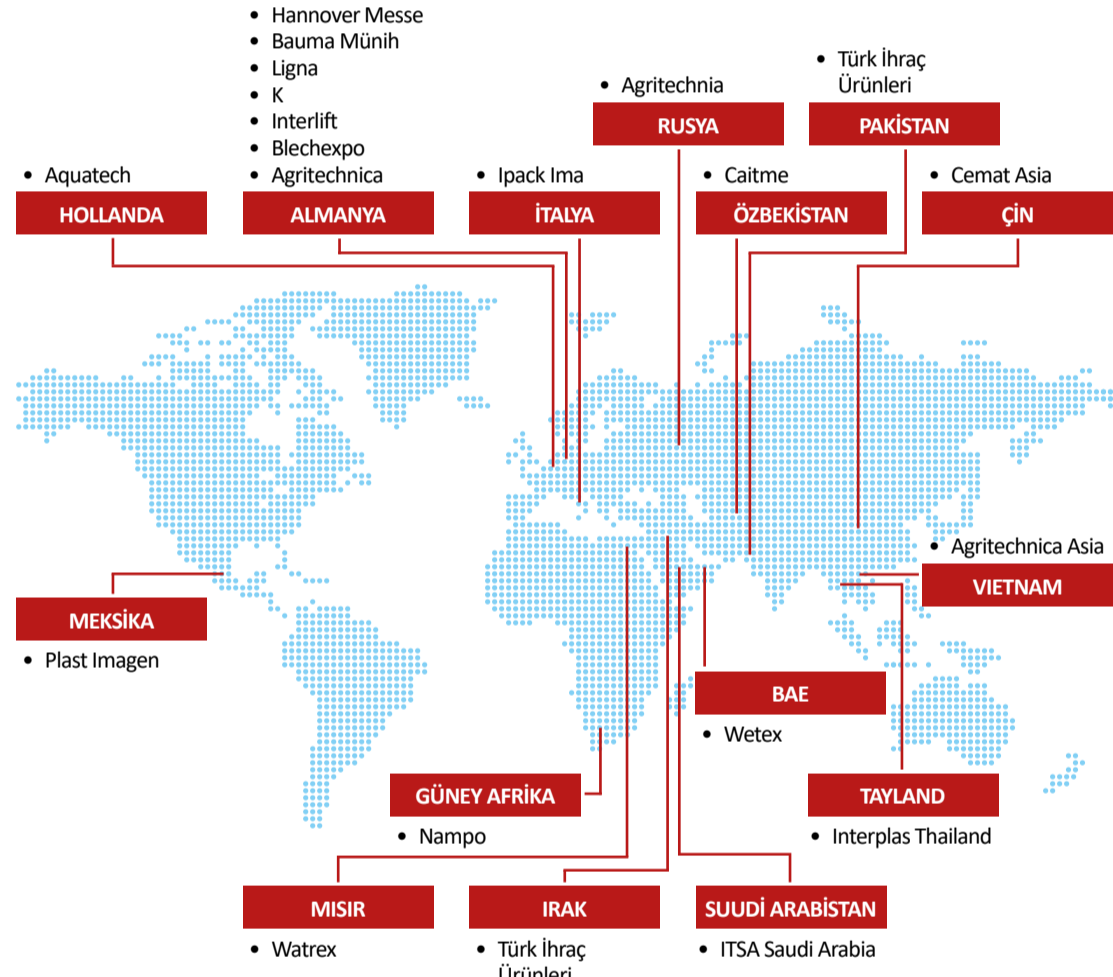 • Hannover Messe
• Bauma Münih
• Ligna
• K
• Interlift
• Blechexpo
• Agritechnica
ALMANYA
• Aquatech
HOLLANDA
• Ipack Ima
İTALYA
• Agritechnia
RUSYA
• Türk İhraç
Ürünleri
PAKİSTAN
• Caitme
ÖZBEKİSTAN
• Cemat Asia
ÇİN
• Agritechnica Asia
VIETNAM
MEKSİKA
• Plast Imagen
BAE
• Wetex
GÜNEY AFRİKA
• Nampo
TAYLAND
• Interplas Thailand
MISIR
• Watrex
IRAK
• Türk İhraç
Ürünleri
SUUDİ ARABİSTAN
• ITSA Saudi Arabia